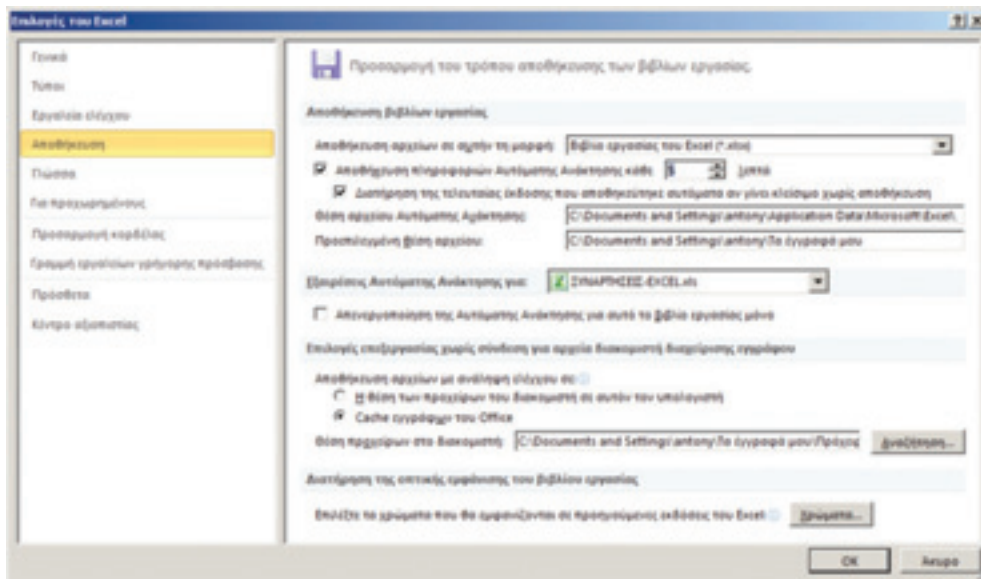 Επιλογές του Excel
Γενικά
Τύποι
Εργαλεία ελέγχου
Αποθήκευση
Γλώσσα
Για προχωρημένους
Προσαρμογή κορδέλας
Γραμμή εργαλείων γρήγορης πρόσβασης
Πρόσθετα
Κέντρο αξιοπιστίας
Προσαρμογή του τρόπου αποθήκευσης των βιβλίων εργασίας.
Αποθήκευση βιβλίων εργασίας
Αποθήκευση αρχείων σε αυτήν τη μορφή: Βιβλίο εργασίας του Excel (*.xlsx)
Αποθήκευση πληροφοριών Αυτόματης Ανάκτησης κάθε 5 λεπτά
Διατήρηση της τελευταίας έκδοσης που αποθηκεύτηκε αυτόματα αν γίνει κλείσιμο χωρίς αποθήκευση
Θέση αρχείου Αυτόματης Ανάκτησης: C:\Documents and Settings\antony\Application Data\Microsoft\Excel\
Προεπιλεγμένη θέση αρχείου: C:\Documents and Settings\antony\Τα έγγραφά μου
Εξαιρέσεις Αυτόματης Ανάκτησης για: ΣΥΝΑΡΤΗΣΕΙΣ-EXCEL.xls
Απενεργοποίηση της Αυτόματης Ανάκτησης για αυτό το βιβλίο εργασίας μόνο
Επιλογές επεξεργασίας χωρίς σύνδεση για αρχεία διακομιστή διαχείρισης εγγράφου
Αποθήκευση αρχείων με ανάληψη ελέγχου σε:
Η θέση των προχείρων του διακομιστή σε αυτόν τον υπολογιστή
Cache εγγράφων του Office
Θέση προχείρων στο διακομιστή: C:\Documents and Settings\antony\Τα έγγραφά μου\Πρόχειρ Αναζήτηση...
Διατήρηση της οπτικής εμφάνισης του βιβλίου εργασίας
Επιλέξτε τα χρώματα που θα εμφανίζονται σε προηγούμενες εκδόσεις του Excel: Χρώματα...
OK Άκυρο